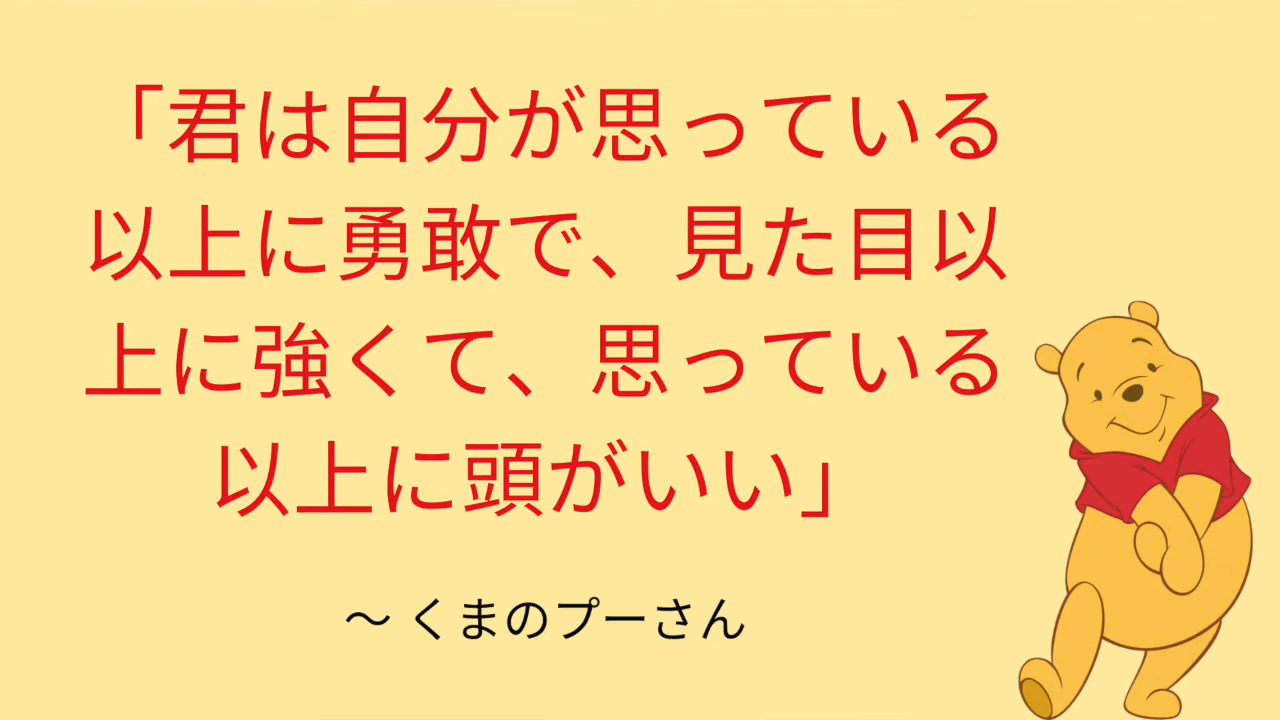 「君は自分が思っている
以上に勇敢で、見た目以
上に強くて、思っている
以上に頭がいい」
～ くまのプーさん